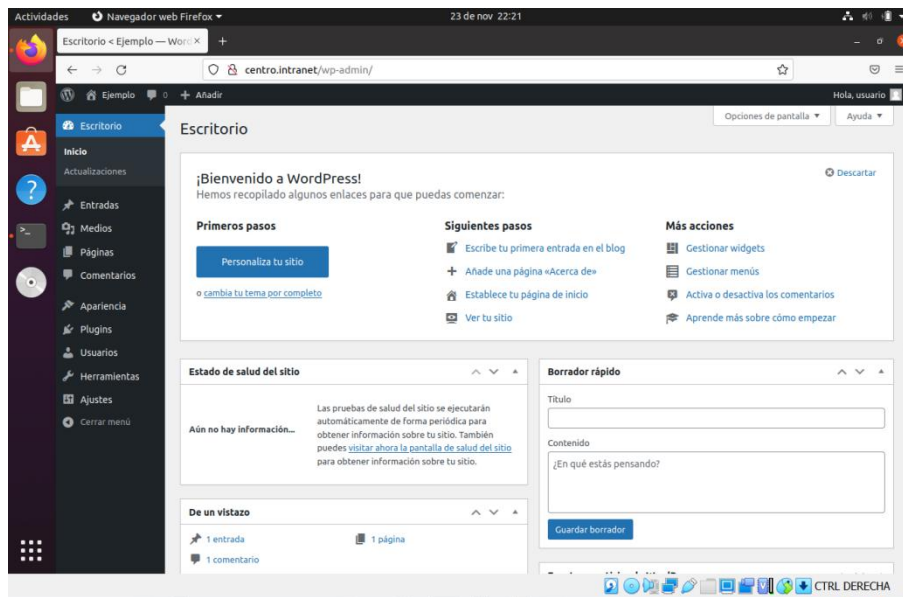 Actividades
Navegador web Firefox
23 de nov 22:21
Escritorio < Ejemplo — Wor
centro.intranet/wp-admin/
Ejemplo
0
Añadir
Hola, usuario
Escritorio
Inicio
Actualizaciones
Entradas
Medios
Páginas
Comentarios
Apariencia
Plugins
Usuarios
Herramientas
Ajustes
Cerrar menú
Escritorio
Opciones de pantalla
Ayuda
¡Bienvenido a WordPress!
Descartar
Hemos recopilado algunos enlaces para que puedas comenzar:
Primeros pasos
Personaliza tu sitio
o cambia tu tema por completo
Siguientes pasos
Escribe tu primera entrada en el blog
Añade una página «Acerca de»
Establece tu página de inicio
Ver tu sitio
Más acciones
Gestionar widgets
Gestionar menús
Activa o desactiva los comentarios
Aprende más sobre cómo empezar
Estado de salud del sitio
Aún no hay información...
Las pruebas de salud del sitio se ejecutarán
automáticamente de forma periódica para
obtener información sobre tu sitio. También
puedes visitar ahora la pantalla de salud del sitio
para obtener información sobre tu sitio.
De un vistazo
1 entrada
1 página
1 comentario
Borrador rápido
Título
Contenido
¿En qué estás pensando?
Guardar borrador
CTRL DERECHA